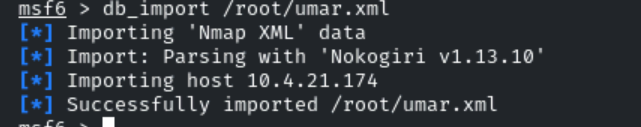 msf6 > db_import /root/umar.xml
[*] Importing 'Nmap XML' data
[*] Import: Parsing with 'Nokogiri v1.13.10'
[*] Importing host 10.4.21.174
[*] Successfully imported /root/umar.xml
msf6 >